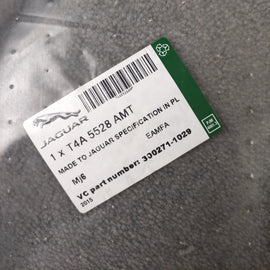 JAGUAR
1 x T4A 5528 AMT
MADE TO JAGUAR SPECIFICATION IN PL
Mj6
EAMFA
VC part number: 330271-1029
2015